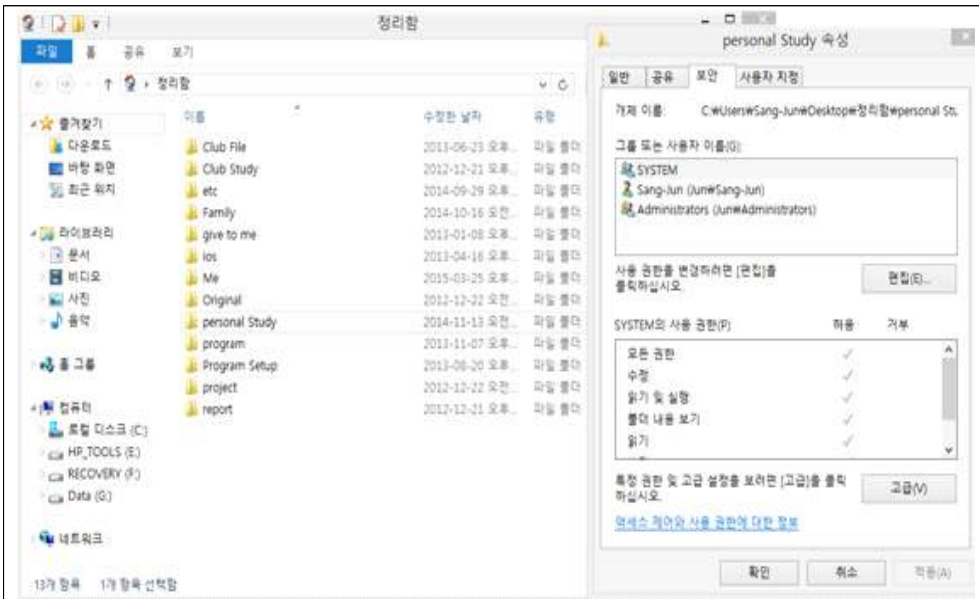 정리함
파일 홈 공유 보기
정리함
이름 수정한 날짜 유형
즐겨찾기
다운로드
바탕 화면
최근 위치
라이브러리
문서
비디오
사진
음악
홈 그룹
컴퓨터
로컬 디스크 (C:)
HP_TOOLS (E:)
RECOVERY (F:)
Data (G:)
네트워크
Club File 2013-06-23 오후... 파일 폴더
Club Study 2012-12-21 오후... 파일 폴더
etc 2014-09-29 오후... 파일 폴더
Family 2014-10-16 오전... 파일 폴더
give to me 2013-01-08 오후... 파일 폴더
ios 2013-04-16 오후... 파일 폴더
Me 2015-03-25 오후... 파일 폴더
Original 2012-12-22 오전... 파일 폴더
personal Study 2014-11-13 오전... 파일 폴더
program 2013-11-07 오후... 파일 폴더
Program Setup 2013-08-20 오후... 파일 폴더
project 2012-12-22 오전... 파일 폴더
report 2012-12-21 오후... 파일 폴더
13개 항목 1개 항목 선택함
personal Study 속성
일반 공유 보안 사용자 지정
개체 이름: C:₩Users₩Sang-Jun₩Desktop₩정리함₩personal Stu
그룹 또는 사용자 이름(G):
SYSTEM
Sang-Jun (Jun₩Sang-Jun)
Administrators (Jun₩Administrators)
사용 권한을 변경하려면 [편집]를
클릭하십시오.
편집(E)...
SYSTEM의 사용 권한(P) 허용 거부
모든 권한
수정
읽기 및 실행
폴더 내용 보기
읽기
특정 권한 및 고급 설정을 보려면 [고급]을 클릭
하십시오.
고급(V)
액세스 제어와 사용 권한에 대한 정보
확인 취소 적용(A)